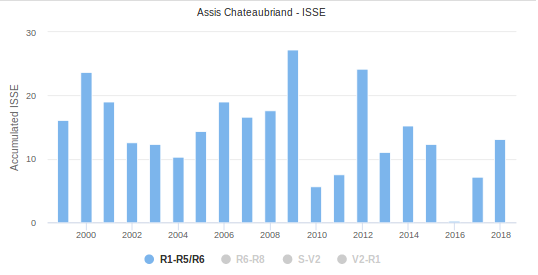 Assis Chateaubriand - ISSE
30
20
10
0
Accumulated ISSE
2000 2002 2004 2006 2008 2010 2012 2014 2016 2018
R1-R5/R6 R6-R8 S-V2 V2-R1